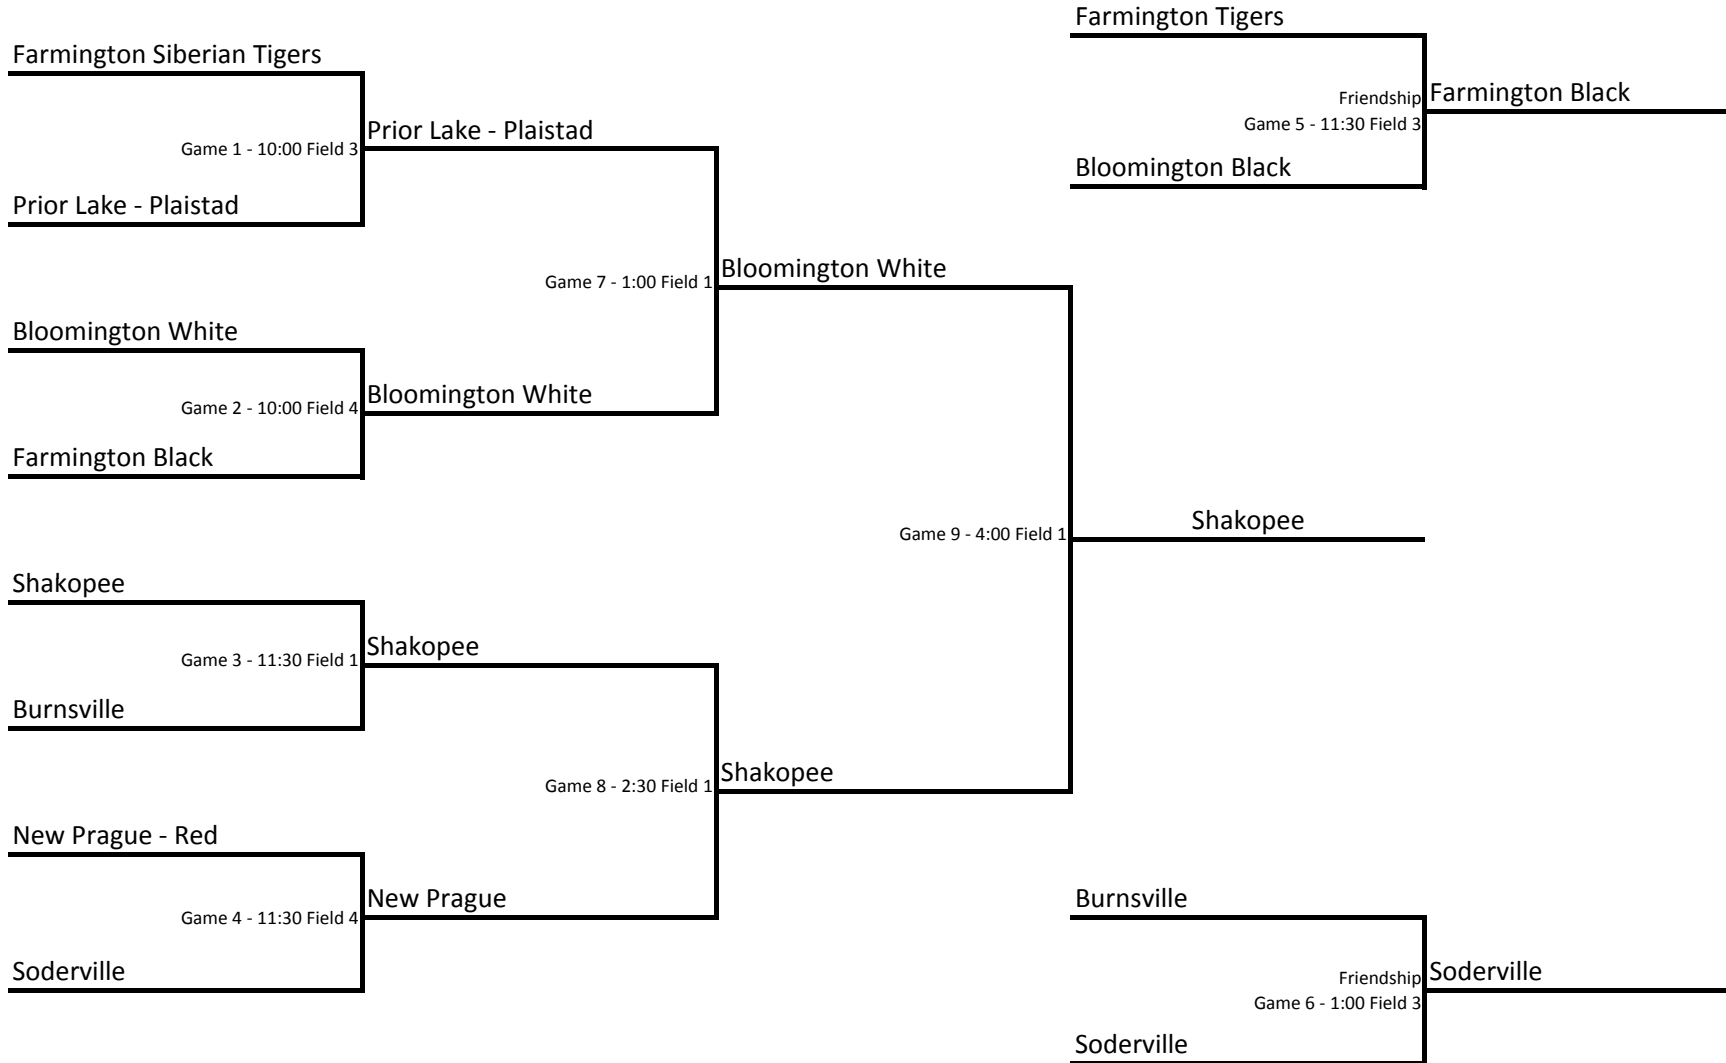 Farmington Tigers
Farmington Siberian Tigers
Friendship
Farmington Black
Game 5 - 11:30 Field 3
Prior Lake - Plaistad
Game 1 - 10:00 Field 3
Bloomington Black
Prior Lake - Plaistad
Bloomington White
Game 7 - 1:00 Field 1
Bloomington White
Bloomington White
Game 2 - 10:00 Field 4
Farmington Black
Shakopee
Game 9 - 4:00 Field 1
Shakopee
Shakopee
Game 3 - 11:30 Field 1
Burnsville
Shakopee
Game 8 - 2:30 Field 1
New Prague - Red
New Prague
Game 4 - 11:30 Field 4
Burnsville
Soderville
Friendship
Soderville
Game 6 - 1:00 Field 3
Soderville